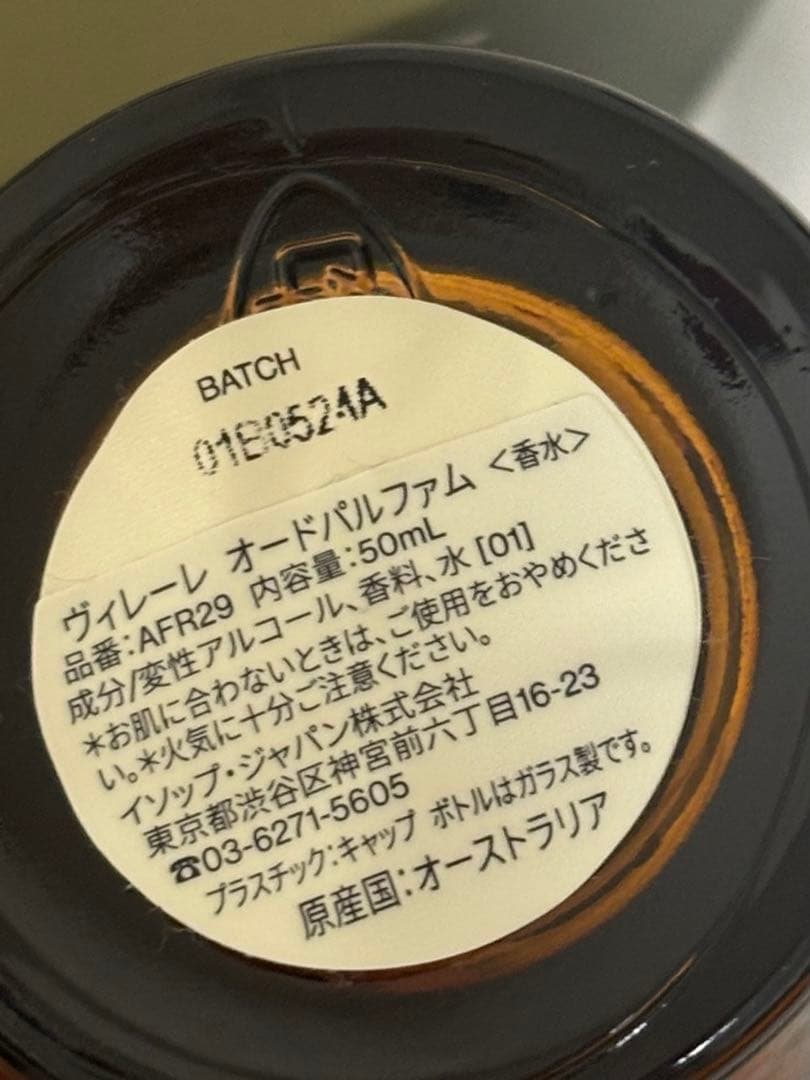 BATCH
01B0524A
ヴィレーレ オードパルファム <香水>
品番:AFR29 内容量:50mL
成分/変性アルコール、香料、水 [01]
*お肌に合わないときは、ご使用をおやめくださ
い。*火気に十分ご注意ください。
イソップ・ジャパン株式会社
東京都渋谷区神宮前六丁目16-23
☎03-6271-5605
プラスチック:キャップ ボトルはガラス製です。
原産国:オーストラリア